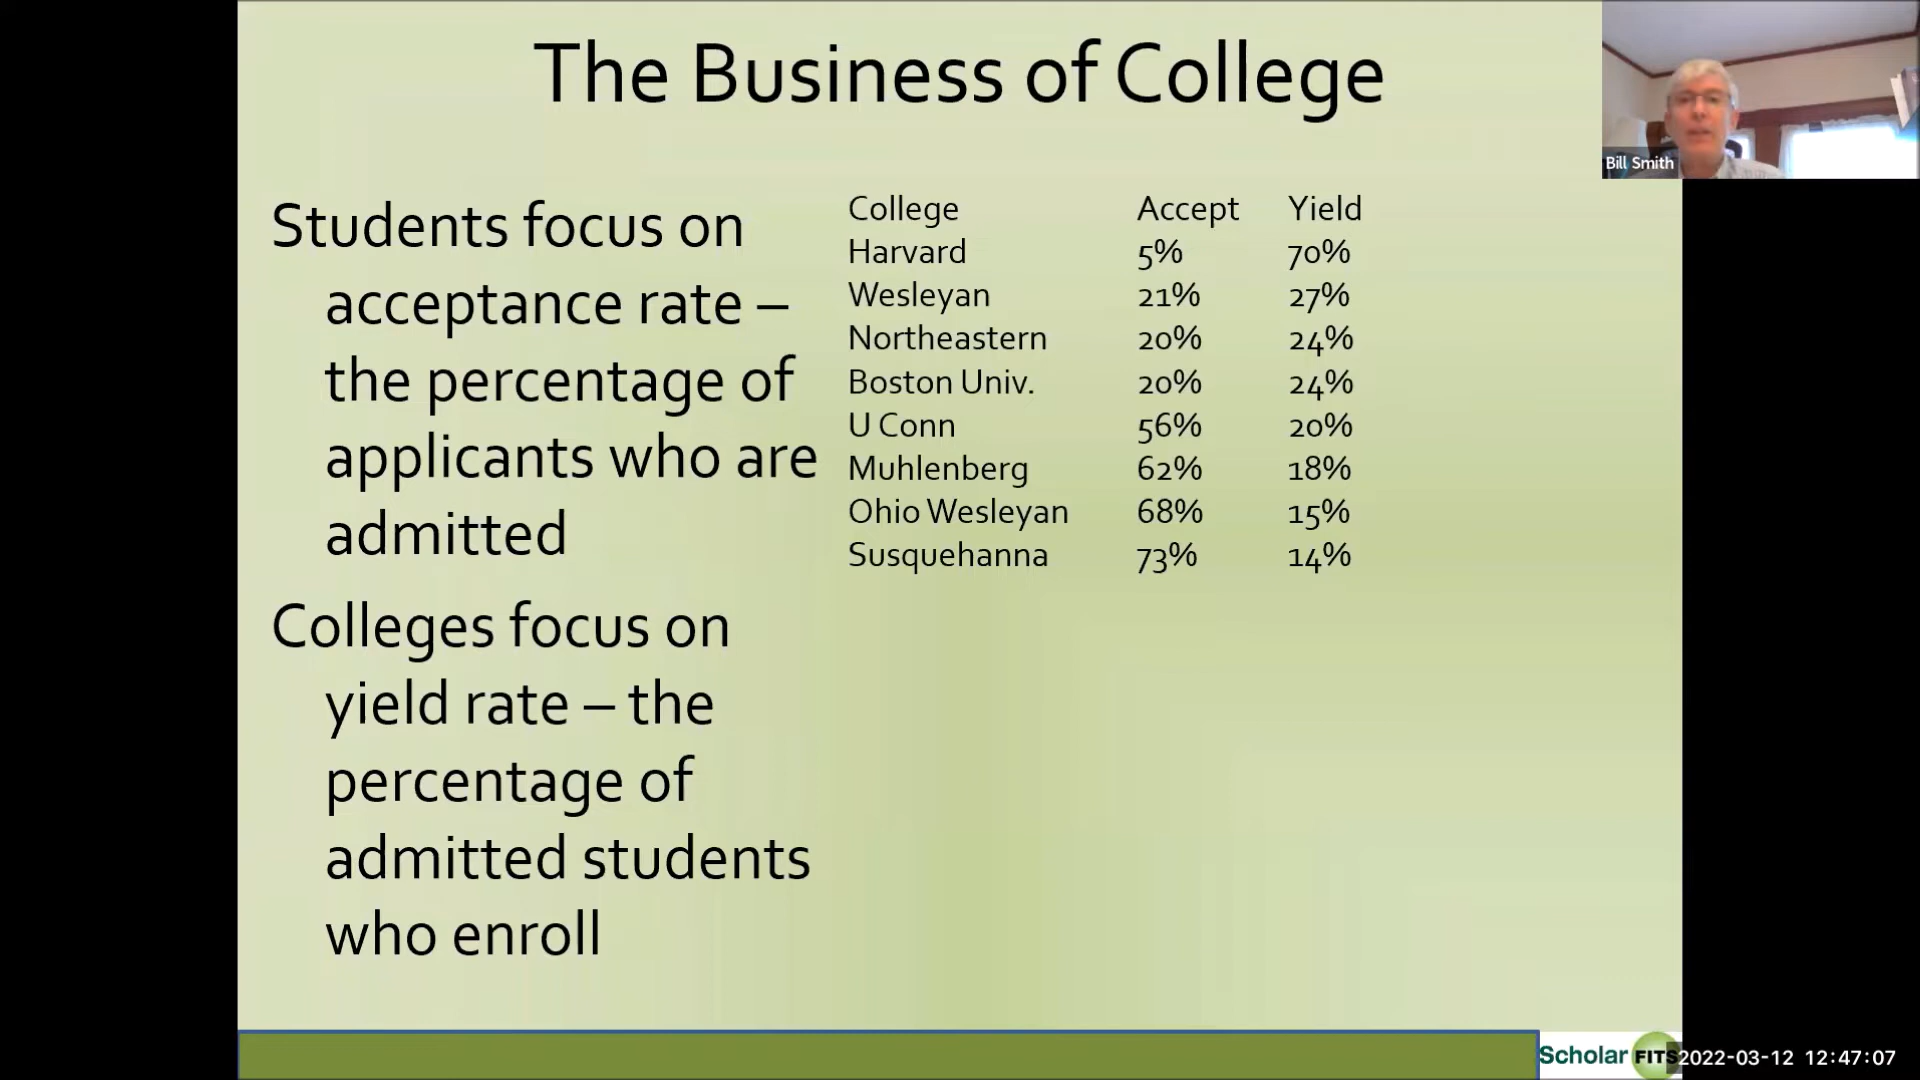 The Business of College
Bill Smith
Students focus on
acceptance rate –
the percentage of
applicants who are
admitted
Colleges focus on
yield rate – the
percentage of
admitted students
who enroll
College Accept Yield
Harvard 5% 70%
Wesleyan 21% 27%
Northeastern 20% 24%
Boston Univ. 20% 24%
U Conn 56% 20%
Muhlenberg 62% 18%
Ohio Wesleyan 68% 15%
Susquehanna 73% 14%
Scholar FITS
2022-03-12 12:47:07